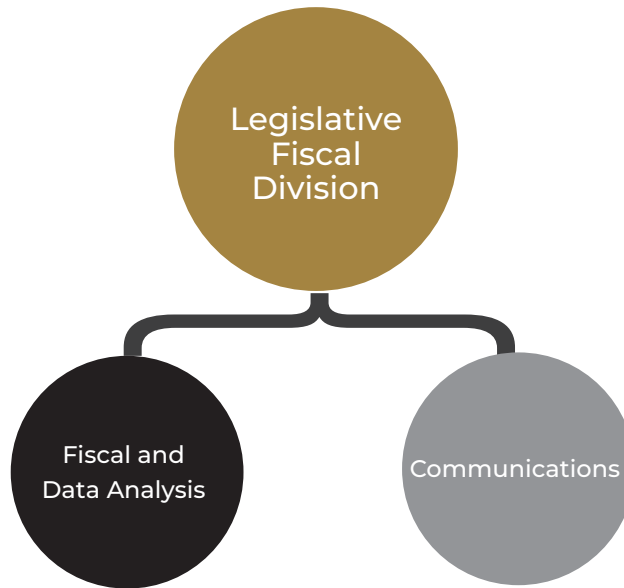 Legislative
Fiscal
Division
Fiscal and
Data Analysis
Communications